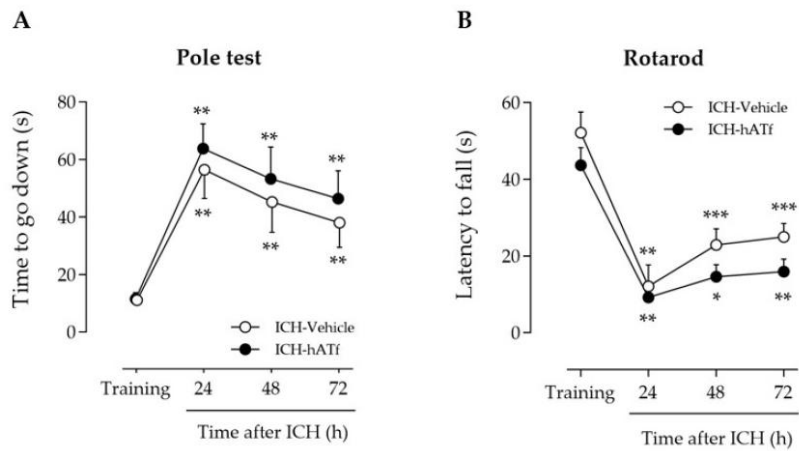 A
Pole test
Time to go down (s)
80
60
40
20
0
**
**
**
**
**
**
ICH-Vehicle
ICH-hATf
Training 24 48 72
Time after ICH (h)
B
Rotarod
Latency to fall (s)
60
40
20
0
ICH-Vehicle
ICH-hATf
**
***
***
**
*
**
Training 24 48 72
Time after ICH (h)